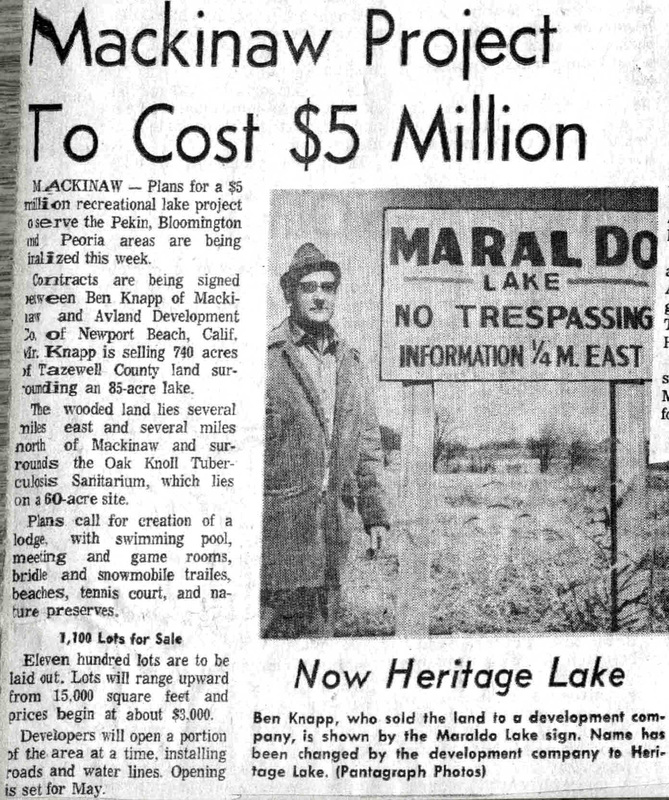 Mackinaw Project
To Cost $5 Million
MACKINAW — Plans for a $5
million recreational lake project
o serve the Pekin, Bloomington
nd Peoria areas are being
inalized this week.
Contracts are being signed
between Ben Knapp of Macki-
naw and Avland Development
Co. of Newport Beach, Calif.
Mr. Knapp is selling 740 acres
of Tazewell County land sur-
rounding an 85-acre lake.
The wooded land lies several
miles east and several miles
north of Mackinaw and sur-
rounds the Oak Knoll Tuber-
culosis Sanitarium, which lies
on a 60-acre site.
Plans call for creation of a
lodge, with swimming pool,
meeting and game rooms,
bridle and snowmobile trailes,
beaches, tennis court, and na-
ture preserves.
1,100 Lots for Sale
Eleven hundred lots are to be
laid out. Lots will range upward
from 15,000 square feet and
prices begin at about $3,000.
Developers will open a portion
of the area at a time, installing
roads and water lines. Opening
is set for May.
MARAL DO
LAKE
NO TRESPASSING
INFORMATION ¼ M. EAST
Now Heritage Lake
Ben Knapp, who sold the land to a development com-
pany, is shown by the Maraldo Lake sign. Name has
been changed by the development company to Heri-
tage Lake. (Pantagraph Photos)